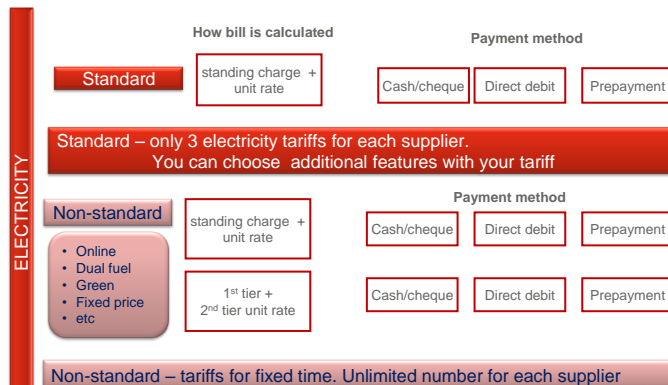 ELECTRICITY
How bill is calculated
Payment method
Standard
standing charge +
unit rate
Cash/cheque
Direct debit
Prepayment
Standard – only 3 electricity tariffs for each supplier.
You can choose additional features with your tariff
Payment method
Non-standard
standing charge +
unit rate
Cash/cheque
Direct debit
Prepayment
• Online
• Dual fuel
• Green
• Fixed price
• etc
1st tier +
2nd tier unit rate
Cash/cheque
Direct debit
Prepayment
Non-standard – tariffs for fixed time. Unlimited number for each supplier